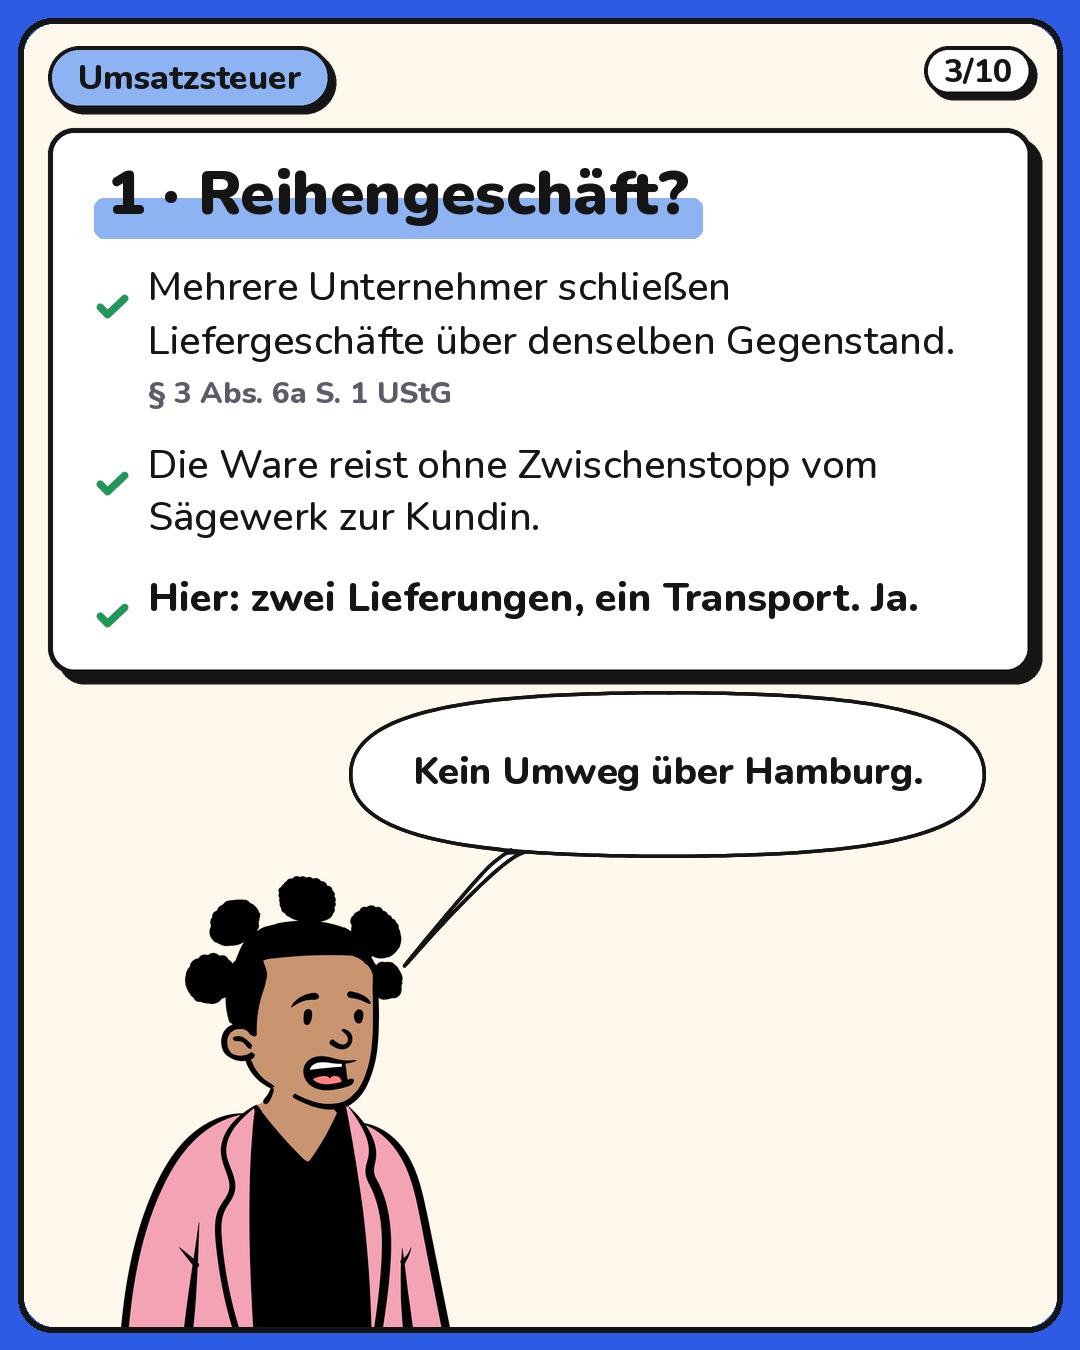 Umsatzsteuer
3/10
1 · Reihengeschäft?
Mehrere Unternehmer schließen
Liefergeschäfte über denselben Gegenstand.
§ 3 Abs. 6a S. 1 UStG
Die Ware reist ohne Zwischenstopp vom
Sägewerk zur Kundin.
Hier: zwei Lieferungen, ein Transport. Ja.
Kein Umweg über Hamburg.